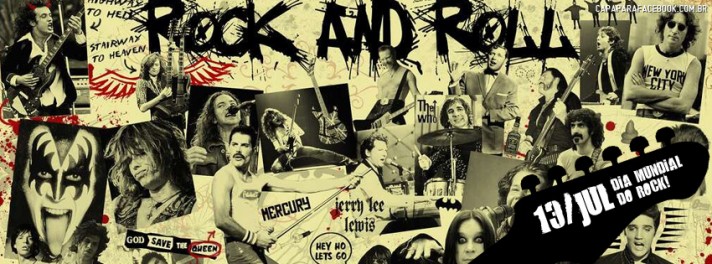 CAPAPARAFACEBOOK.COM.BR
HIGHWAY
TO HELL
&
STAIRWAY
TO HEAVEN
ROCK AND ROLL
NEW YORK
CITY
The
who
MERCURY
jerry lee
lewis
13/JUL
DIA MUNDIAL
DO ROCK!
GOD SAVE THE QUEEN
HEY HO
LETS GO